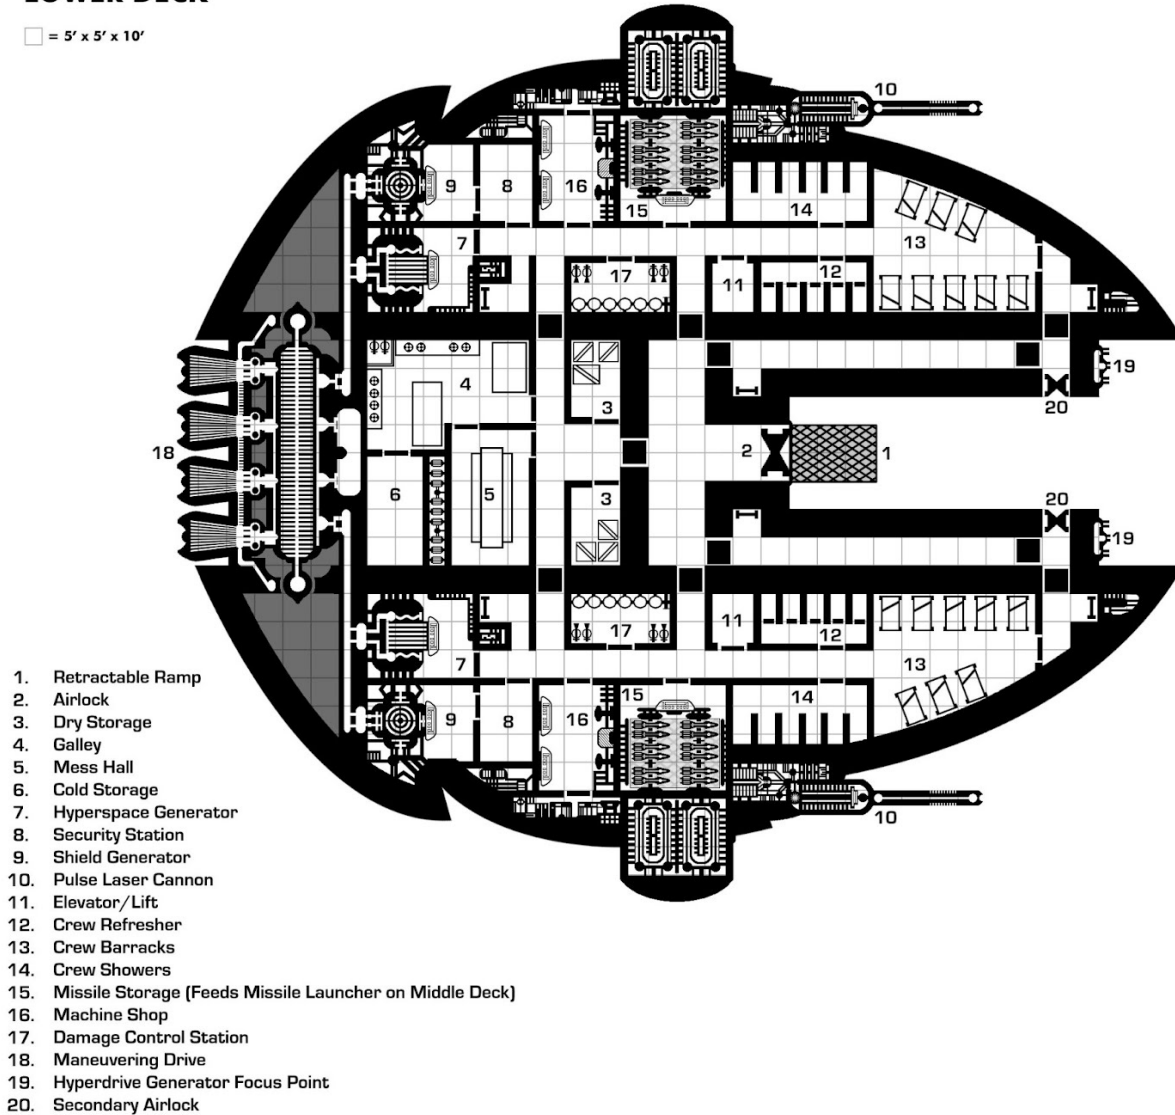 LOWER DECK
= 5' x 5' x 10'
10
9
8
16
15
14
13
7
17
11
12
4
3
19
20
18
2
1
6
5
3
20
19
17
11
12
7
13
9
8
16
15
14
10
1. Retractable Ramp
2. Airlock
3. Dry Storage
4. Galley
5. Mess Hall
6. Cold Storage
7. Hyperspace Generator
8. Security Station
9. Shield Generator
10. Pulse Laser Cannon
11. Elevator/Lift
12. Crew Refresher
13. Crew Barracks
14. Crew Showers
15. Missile Storage (Feeds Missile Launcher on Middle Deck)
16. Machine Shop
17. Damage Control Station
18. Maneuvering Drive
19. Hyperdrive Generator Focus Point
20. Secondary Airlock